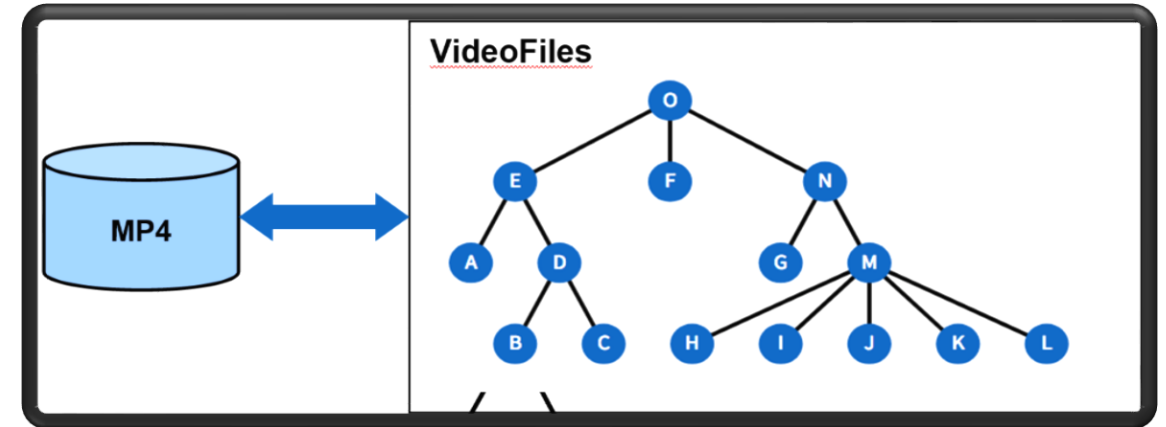 VideoFiles
O
E F N
MP4
A D G M
B C H I J K L